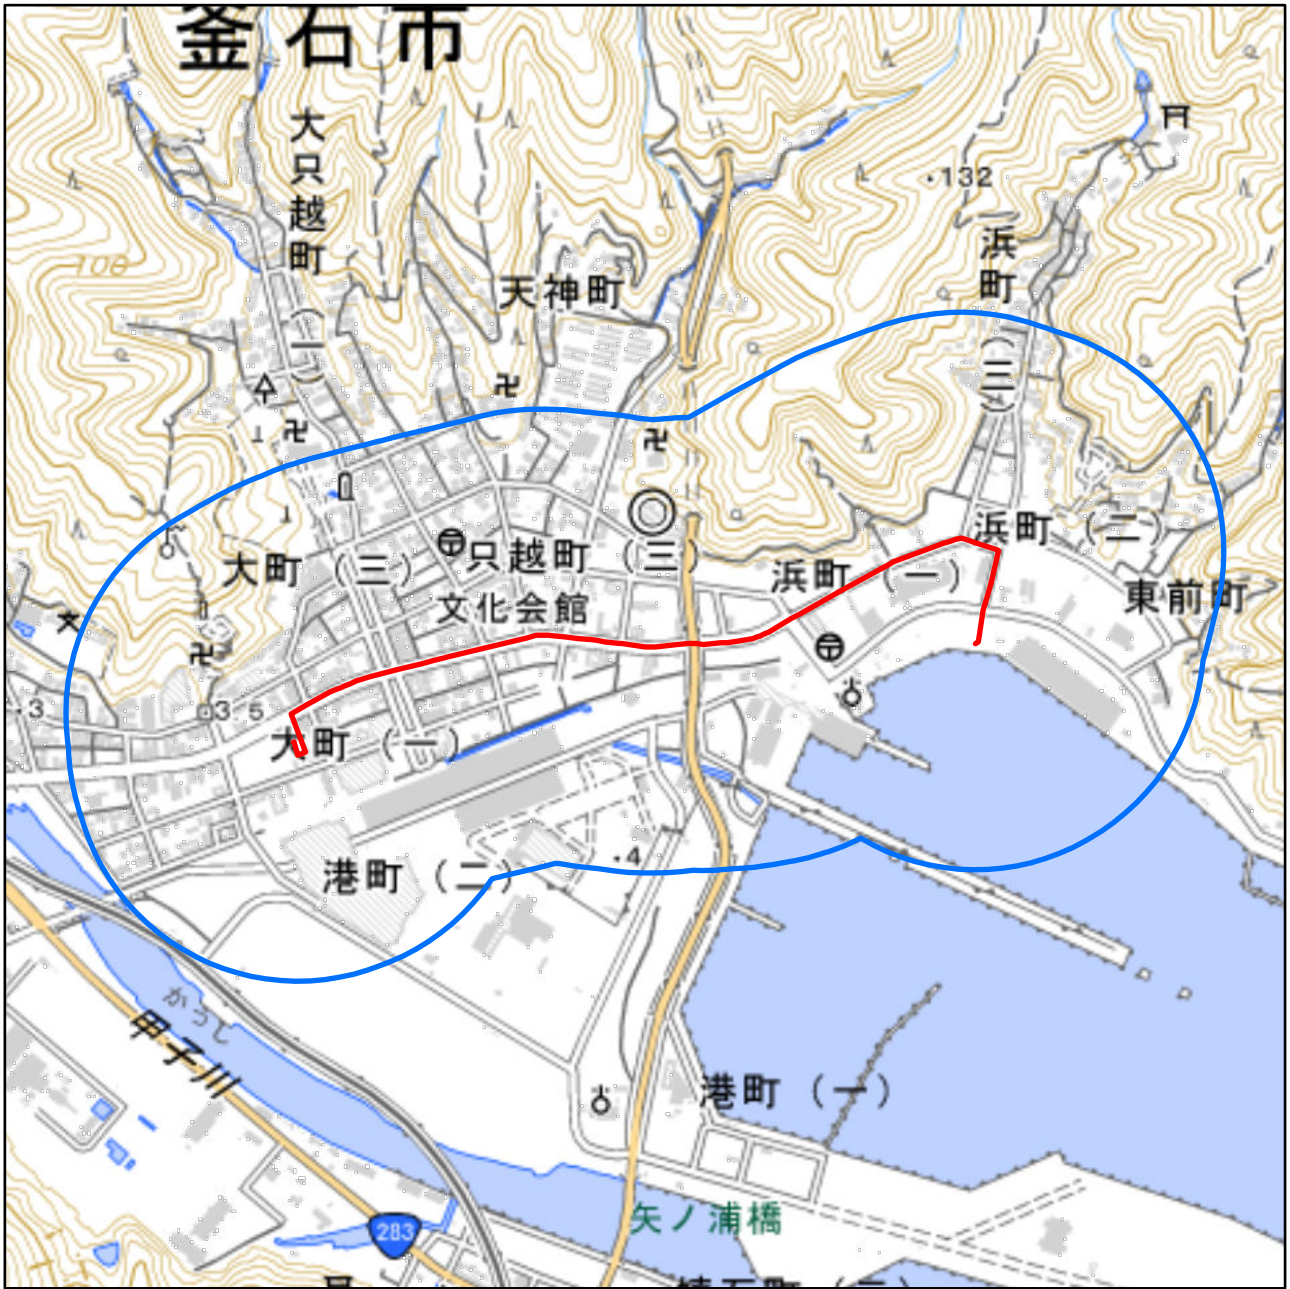 釜石市
大只越町（一）
・132
浜町（三）
100
天神町
浜町（二）
大町（三）
只越町（三）
浜町（一）
東前町
文化会館
・3
3.5
大町（一）
港町（二）
・4
かっし
甲子川
港町（一）
矢ノ浦橋
283